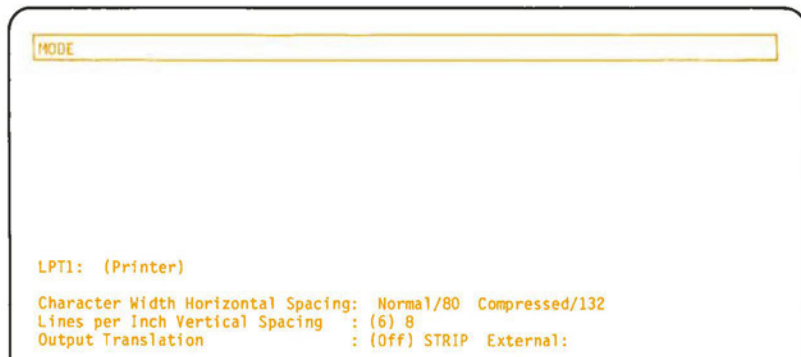 MODE
LPT1: (Printer)
Character Width Horizontal Spacing: Normal/80 Compressed/132
Lines per Inch Vertical Spacing : (6) 8
Output Translation : (Off) STRIP External: